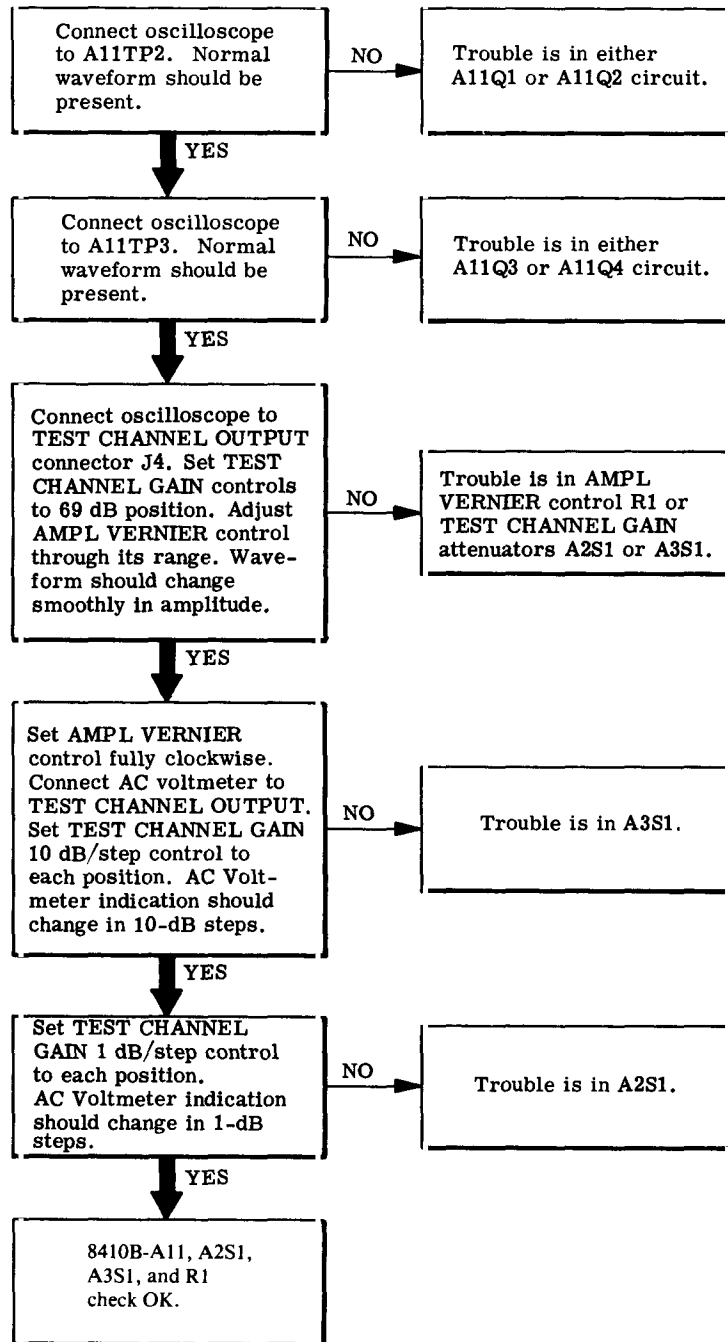 Connect oscilloscope
to A11TP2. Normal
waveform should be
present.
NO
Trouble is in either
A11Q1 or A11Q2 circuit.
YES
Connect oscilloscope
to A11TP3. Normal
waveform should be
present.
NO
Trouble is in either
A11Q3 or A11Q4 circuit.
YES
Connect oscilloscope to
TEST CHANNEL OUTPUT
connector J4. Set TEST
CHANNEL GAIN controls
to 69 dB position. Adjust
AMPL VERNIER control
through its range. Wave-
form should change
smoothly in amplitude.
NO
Trouble is in AMPL
VERNIER control R1 or
TEST CHANNEL GAIN
attenuators A2S1 or A3S1.
YES
Set AMPL VERNIER
control fully clockwise.
Connect AC voltmeter to
TEST CHANNEL OUTPUT.
Set TEST CHANNEL GAIN
10 dB/step control to
each position. AC Volt-
meter indication should
change in 10-dB steps.
NO
Trouble is in A3S1.
YES
Set TEST CHANNEL
GAIN 1 dB/step control
to each position.
AC Voltmeter indication
should change in 1-dB
steps.
NO
Trouble is in A2S1.
YES
8410B-A11, A2S1,
A3S1, and R1
check OK.